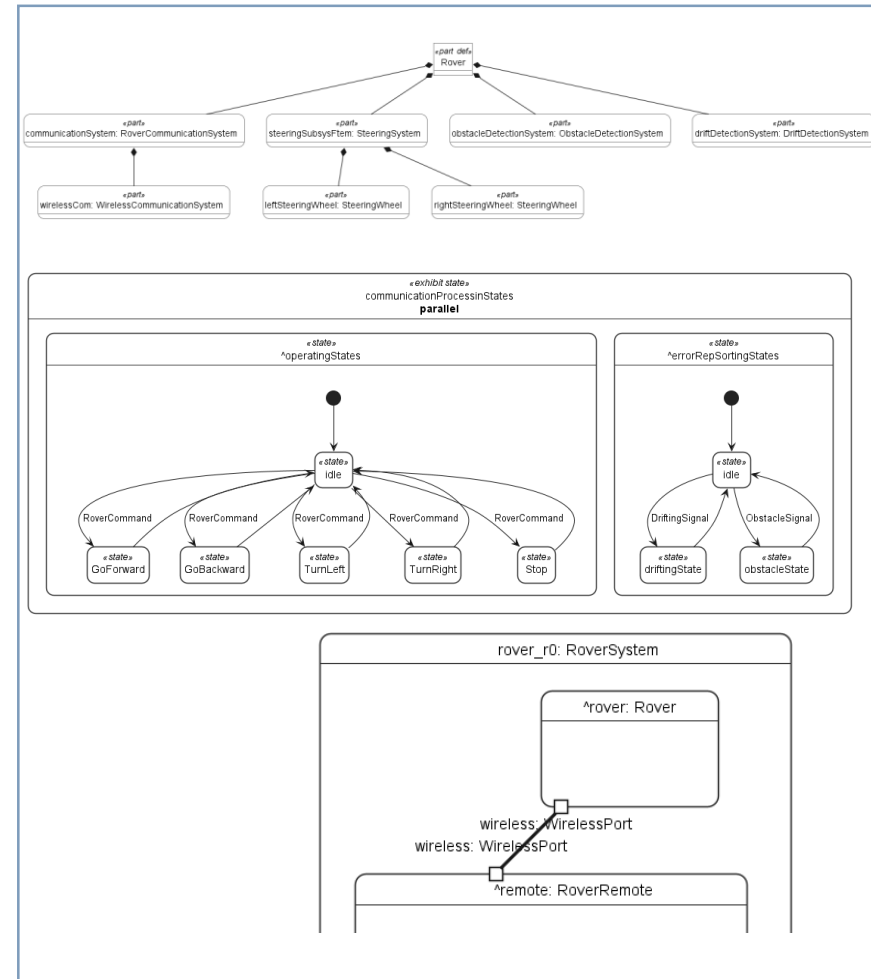 «part def»
Rover
«part»
communicationSystem: RoverCommunicationSystem
«part»
steeringSubsysFtem: SteeringSystem
«part»
obstacleDetectionSystem: ObstacleDetectionSystem
«part»
driftDetectionSystem: DriftDetectionSystem
«part»
wirelessCom: WirelessCommunicationSystem
«part»
leftSteeringWheel: SteeringWheel
«part»
rightSteeringWheel: SteeringWheel
«exhibit state»
communicationProcessinStates
parallel
«state»
^operatingStates
«state»
idle
RoverCommand
RoverCommand
RoverCommand
RoverCommand
RoverCommand
«state»
GoForward
«state»
GoBackward
«state»
TurnLeft
«state»
TurnRight
«state»
Stop
«state»
^errorRepSortingStates
«state»
idle
DriftingSignal
ObstacleSignal
«state»
driftingState
«state»
obstacleState
rover_r0: RoverSystem
^rover: Rover
wireless: WirelessPort
wireless: WirelessPort
^remote: RoverRemote